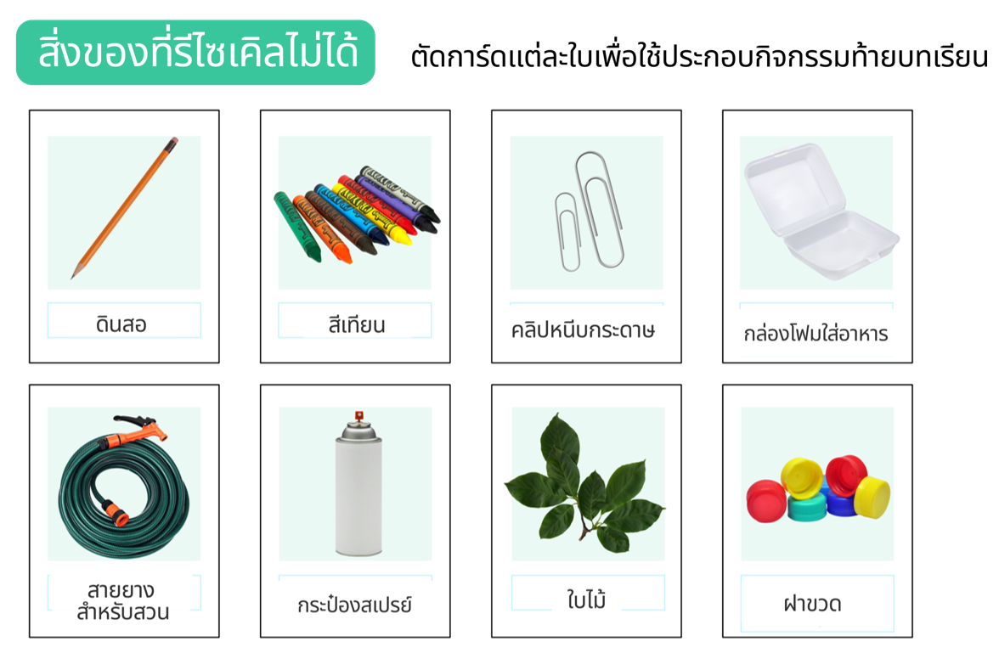 สิ่งของที่รีไซเคิลไม่ได้
ตัดการ์ดแต่ละใบเพื่อใช้ประกอบกิจกรรมท้ายบทเรียน
ดินสอ
สีเทียน
คลิปหนีบกระดาษ
กล่องโฟมใส่อาหาร
สายยาง
สำหรับสวน
กระป๋องสเปรย์
ใบไม้
ฝาขวด